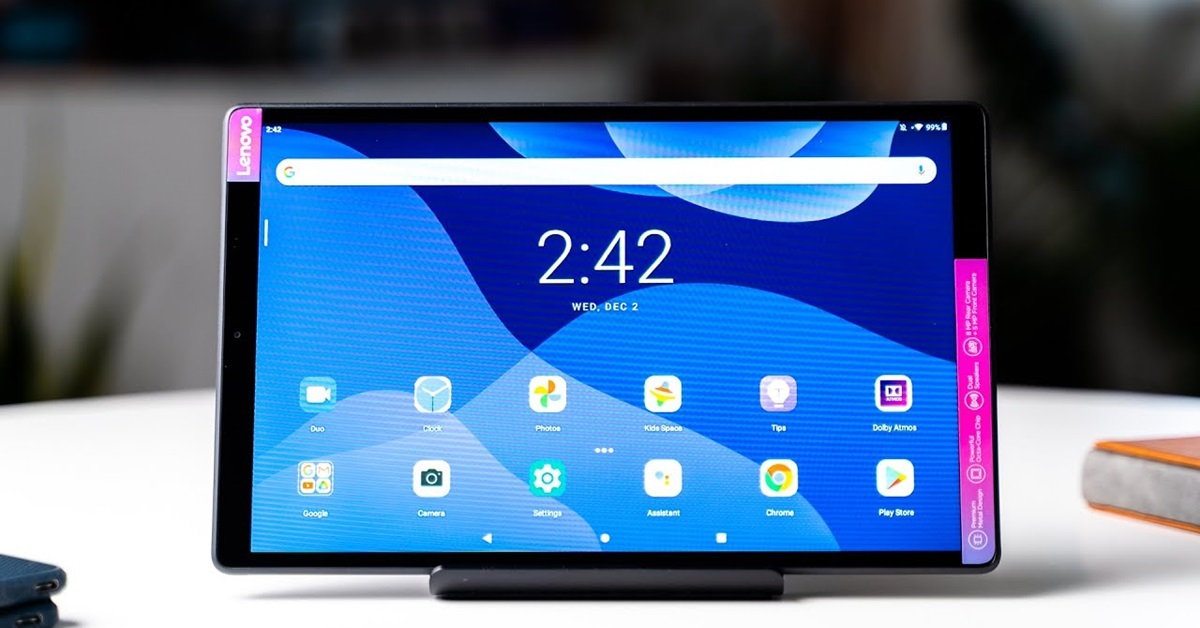 Lenovo
2:42
99%
2:42
WED, DEC 2
Duo
Clock
Photos
Kids Space
Tips
Dolby Atmos
Google
Camera
Settings
Assistant
Chrome
Play Store
8 MP Rear Camera
+ 5 MP Front Camera
Dual
Speakers
Powerful
Octa-Core Chip
Premium
Metal Design